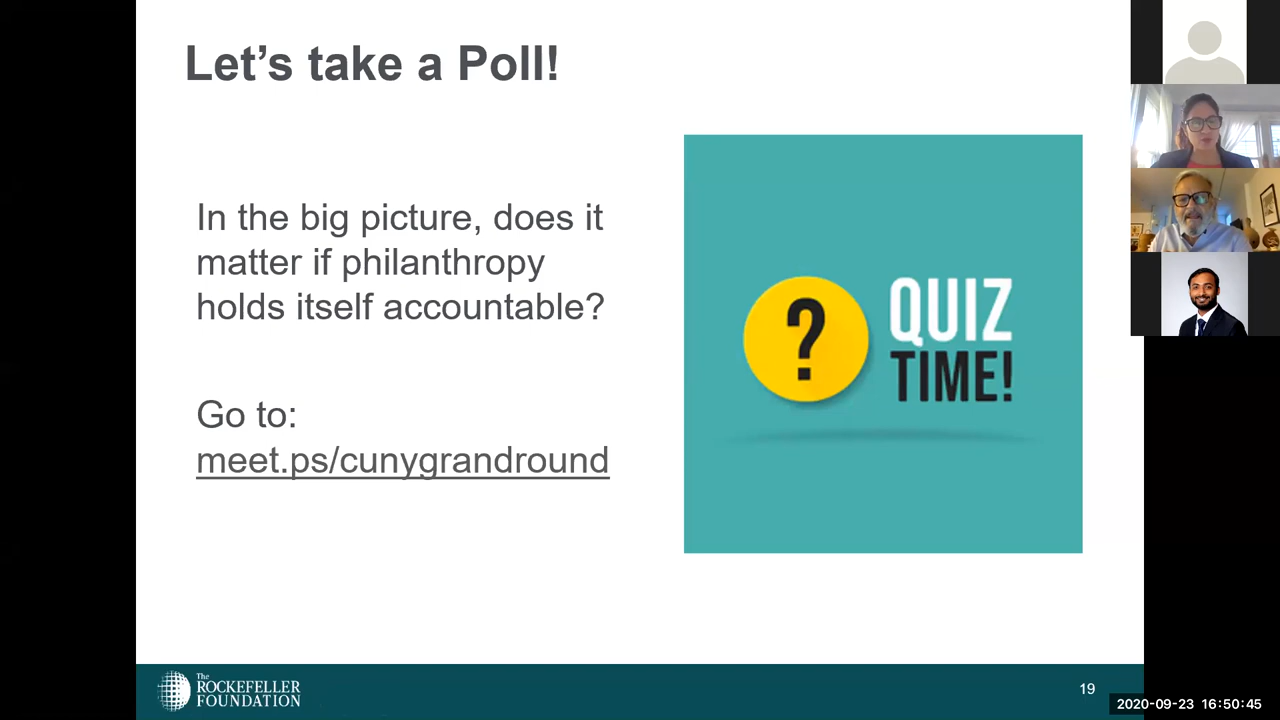 Let’s take a Poll!
In the big picture, does it
matter if philanthropy
holds itself accountable?
Go to:
meet.ps/cunygrandround
?
QUIZ
TIME!
The
ROCKEFELLER
FOUNDATION
19
2020-09-23 16:50:45